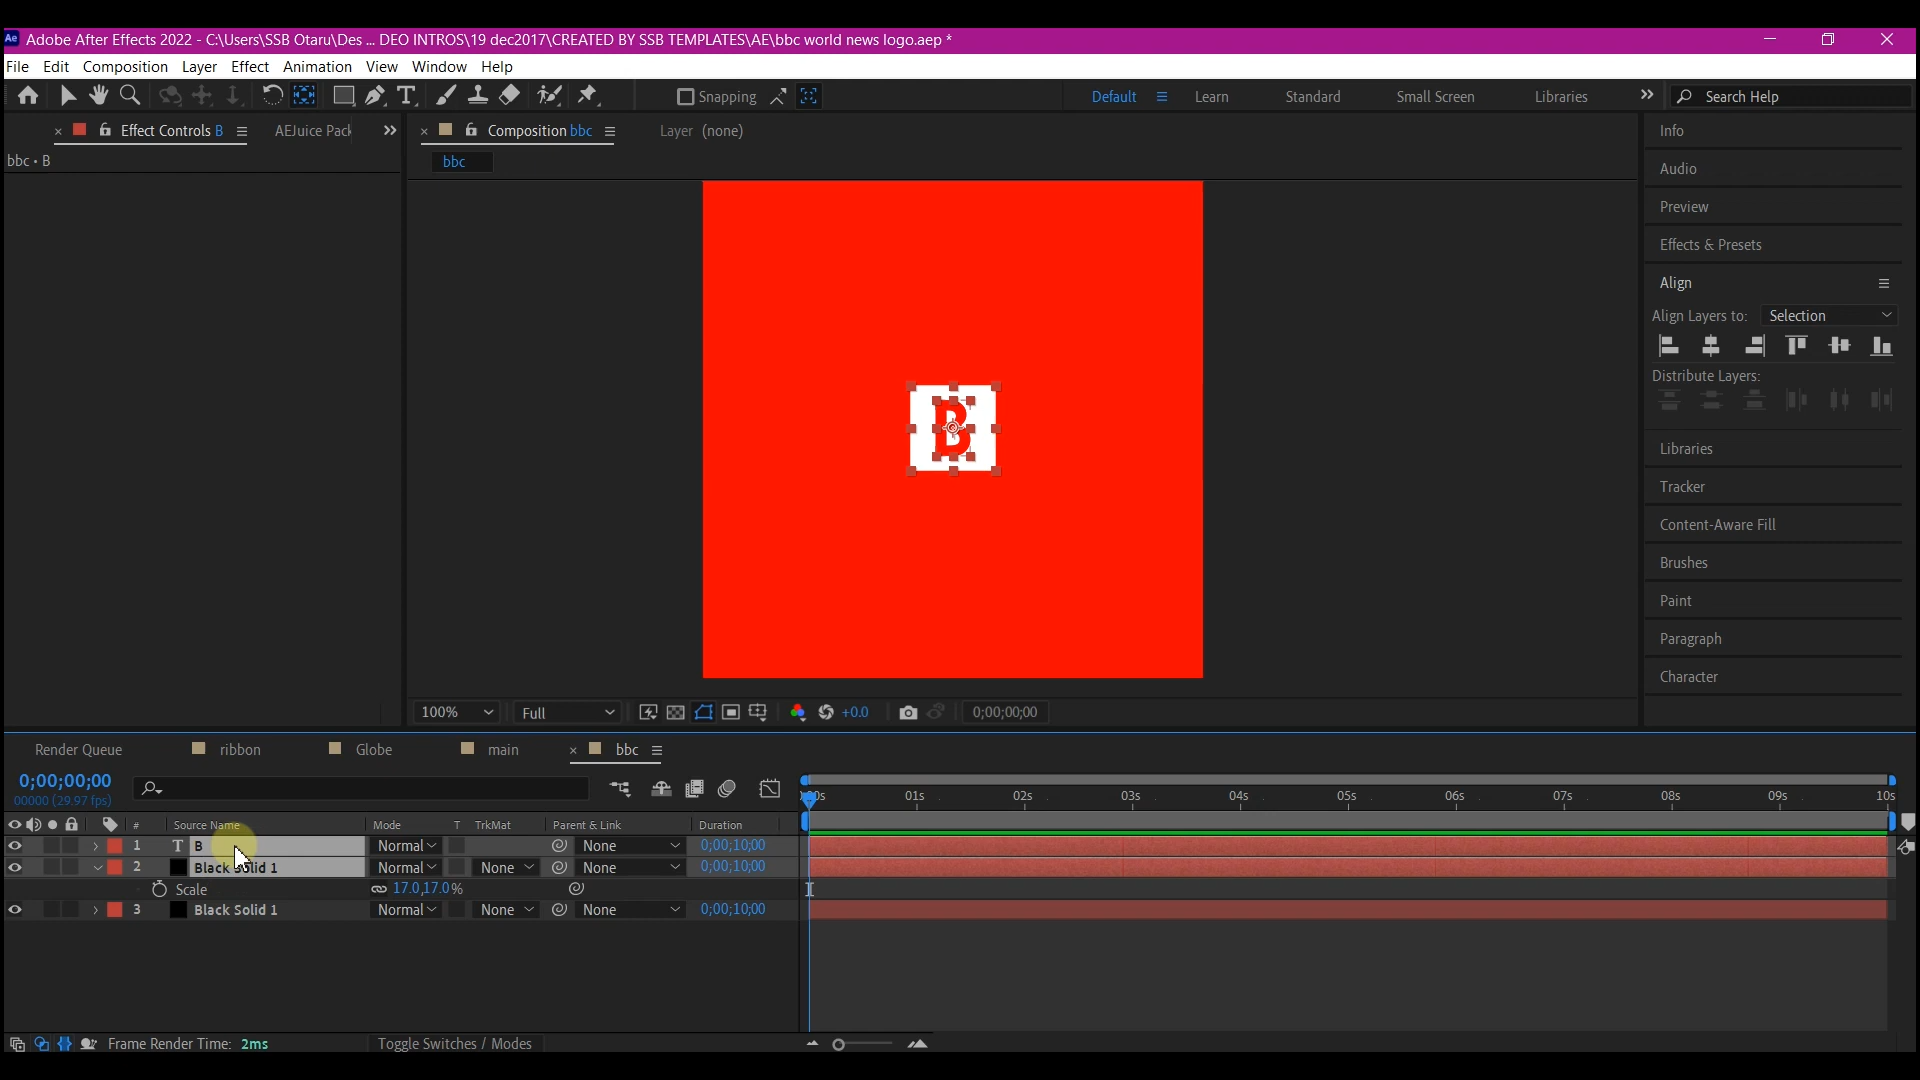 Ae Adobe After Effects 2022 - C:\Users\SSB Otaru\Des ... DEO INTROS\19 dec2017\CREATED BY SSB TEMPLATES\AE\bbc world news logo.aep *
File Edit Composition Layer Effect Animation View Window Help
Snapping Default Learn Standard Small Screen Libraries Search Help
Effect Controls B AEJuice Pack Composition bbc Layer (none)
bbc • B
bbc
Info
Audio
Preview
Effects & Presets
Align
Align Layers to: Selection
Distribute Layers:
Libraries
Tracker
Content-Aware Fill
Brushes
Paint
Paragraph
Character
B
100% Full +0.0 0;00;00;00
Render Queue ribbon Globe main bbc
0;00;00;00
00000 (29.97 fps)
01s 02s 03s 04s 05s 06s 07s 08s 09s 10s
# Source Name Mode T TrkMat Parent & Link Duration
1 T B Normal None 0;00;10;00
2 Black Solid 1 Normal None None 0;00;10;00
Scale 17.0,17.0%
3 Black Solid 1 Normal None None 0;00;10;00
Frame Render Time: 2ms Toggle Switches / Modes